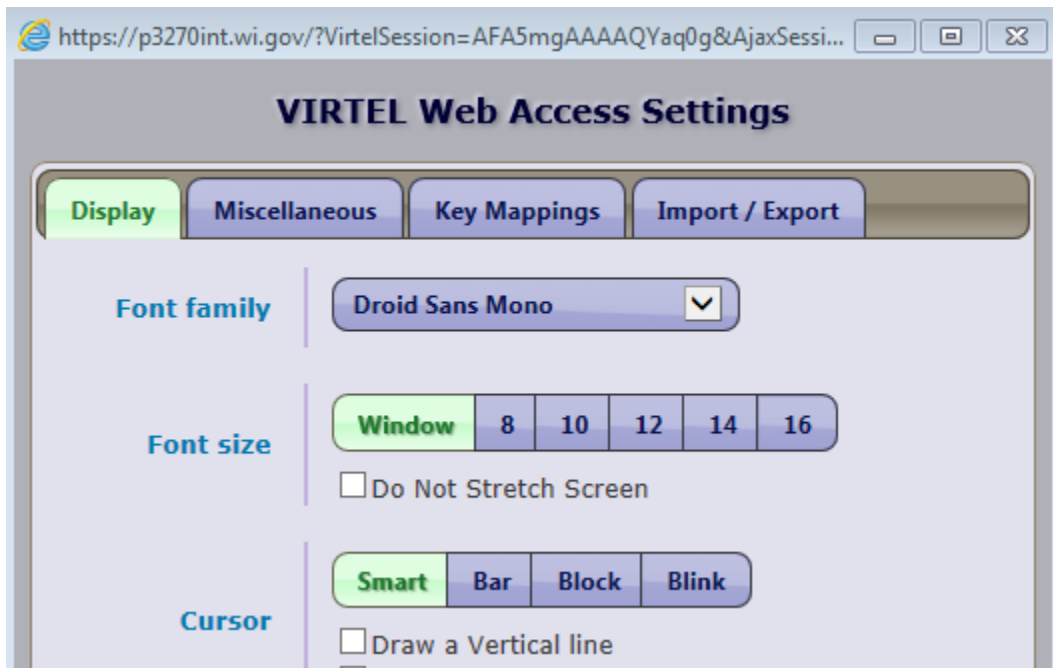 https://p3270int.wi.gov/?VirtelSession=AFA5mgAAAAQYaq0g&AjaxSessi...
VIRTEL Web Access Settings
Display Miscellaneous Key Mappings Import / Export
Font family Droid Sans Mono
Window 8 10 12 14 16
Font size
Do Not Stretch Screen
Smart Bar Block Blink
Cursor
Draw a Vertical line